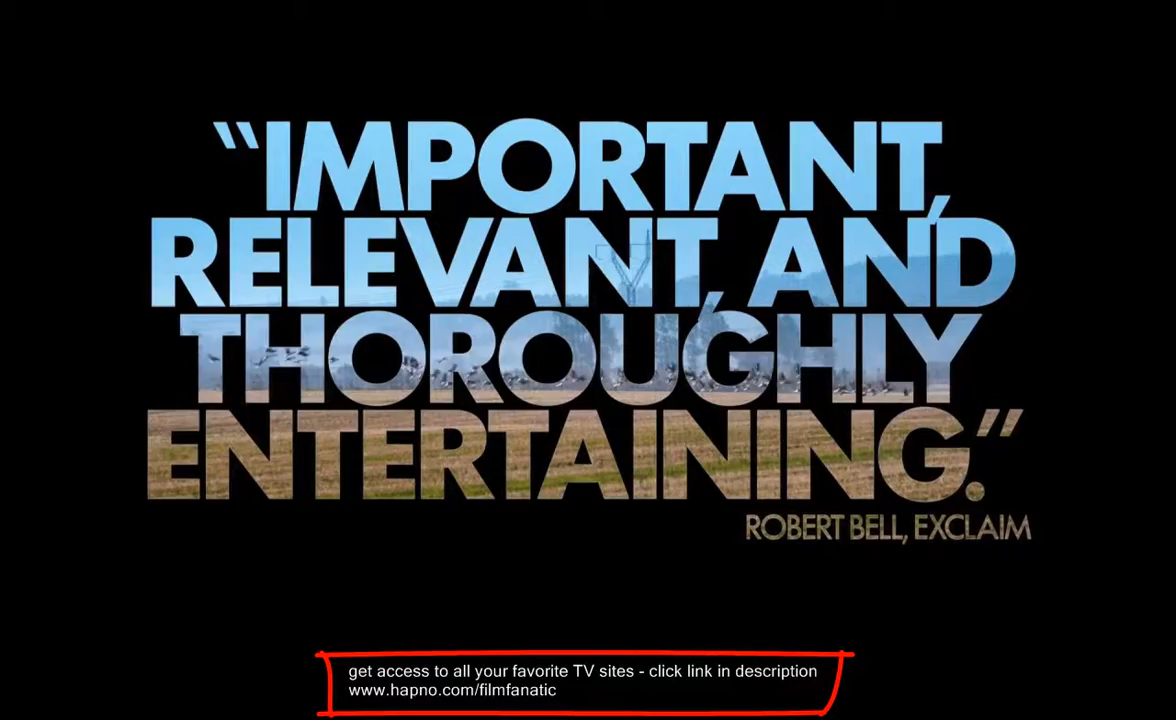 “IMPORTANT,
RELEVANT, AND
THOROUGHLY
ENTERTAINING.”
ROBERT BELL, EXCLAIM
get access to all your favorite TV sites - click link in description
www.hapno.com/filmfanatic